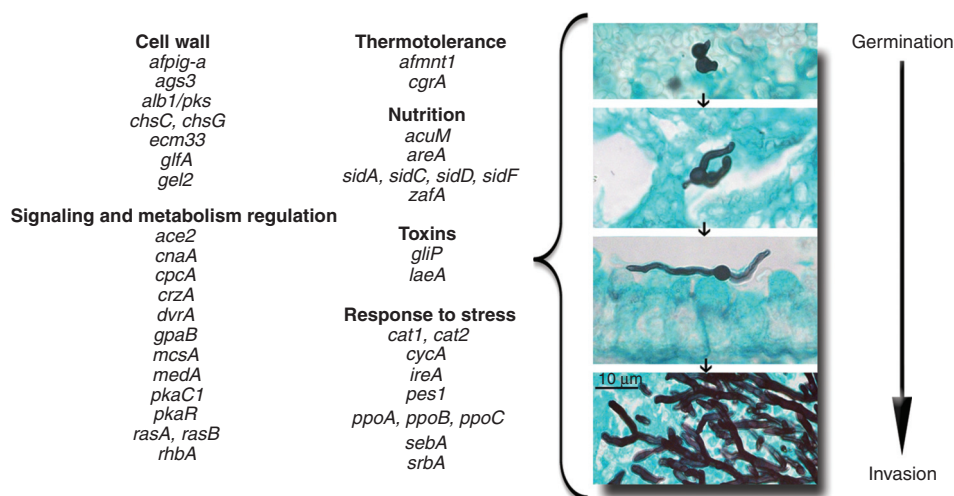 Cell wall
afpig-a
ags3
alb1/pks
chsC, chsG
ecm33
glfA
gel2
Signaling and metabolism regulation
ace2
cnaA
cpcA
crzA
dvrA
gpaB
mcsA
medA
pkaC1
pkaR
rasA, rasB
rhbA
Thermotolerance
afmnt1
cgrA
Nutrition
acuM
areA
sidA, sidC, sidD, sidF
zafA
Toxins
gliP
laeA
Response to stress
cat1, cat2
cycA
ireA
pes1
ppoA, ppoB, ppoC
sebA
srbA
10 μm
Germination
Invasion